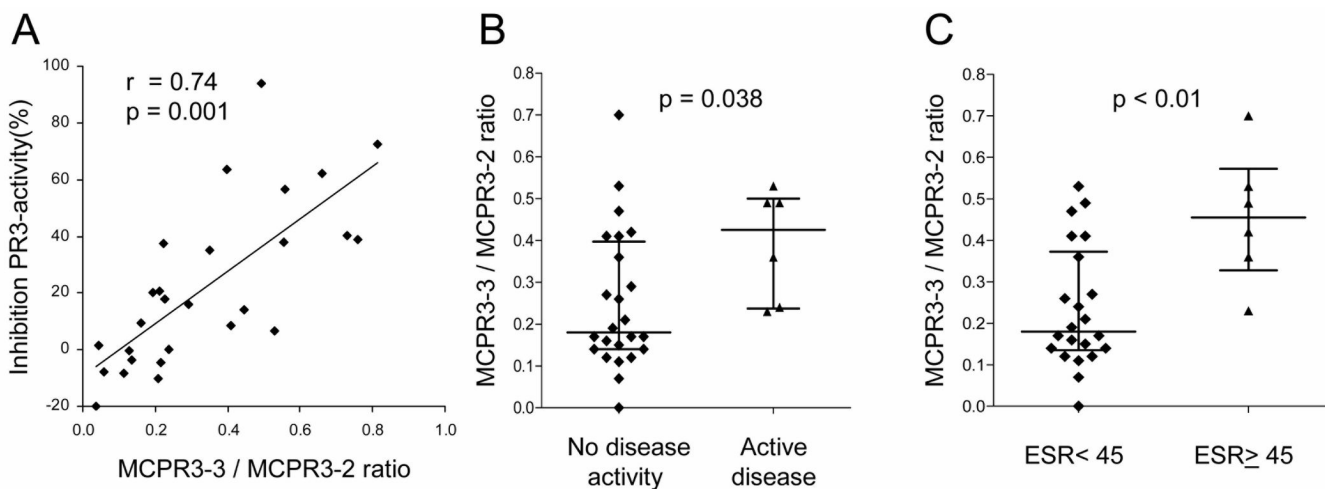 A
r = 0.74
p = 0.001
Inhibition PR3-activity(%)
100
80
60
40
20
0
-20
0.0 0.2 0.4 0.6 0.8 1.0
MCPR3-3 / MCPR3-2 ratio
B
p = 0.038
MCPR3-3 / MCPR3-2 ratio
0.8
0.7
0.6
0.5
0.4
0.3
0.2
0.1
0.0
No disease
activity
Active
disease
C
p < 0.01
MCPR3-3 / MCPR3-2 ratio
0.8
0.7
0.6
0.5
0.4
0.3
0.2
0.1
0.0
ESR< 45
ESR≥ 45